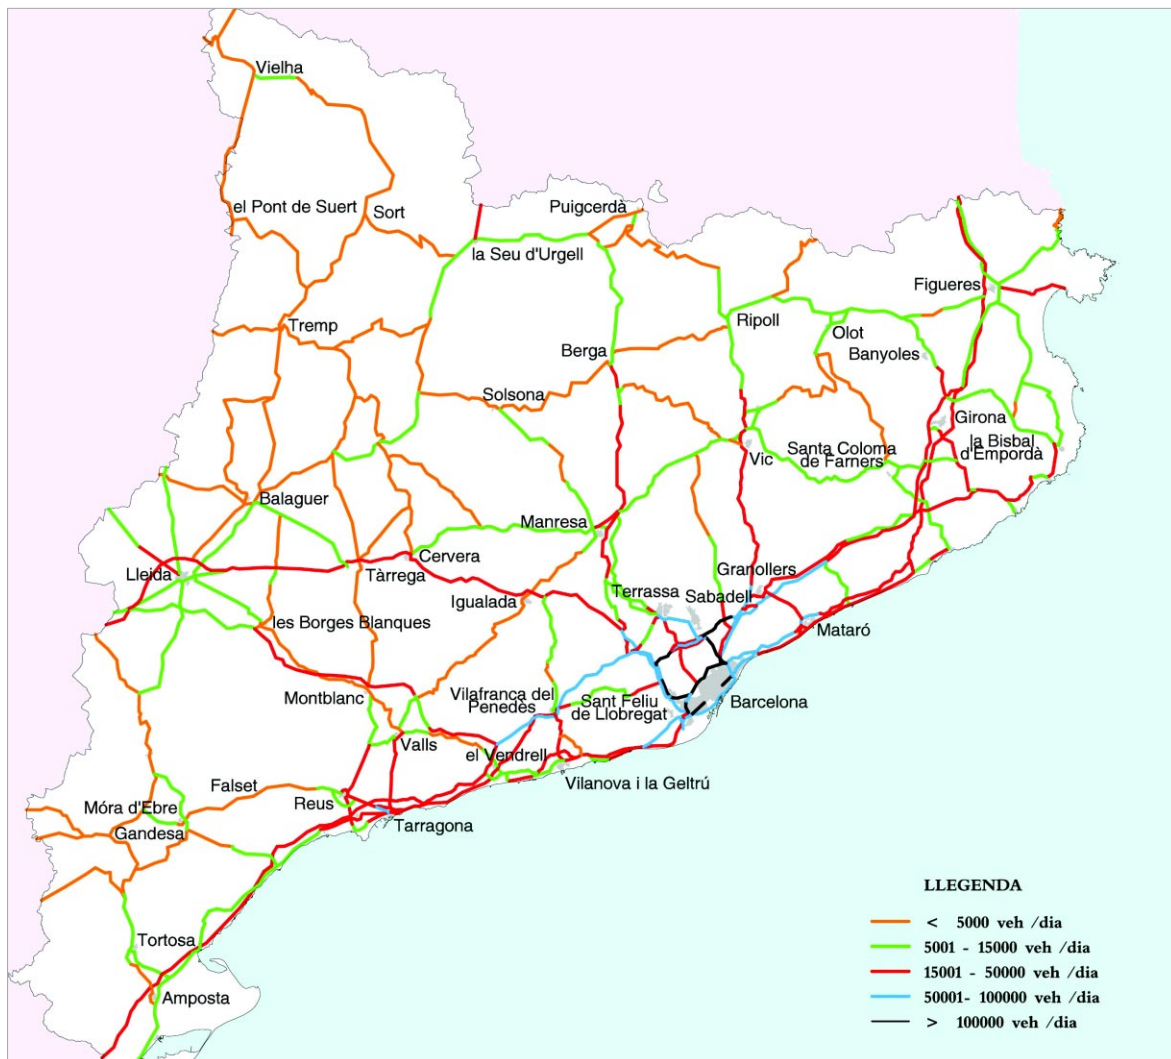 Vielha
el Pont de Suert
Sort
Puigcerdà
la Seu d'Urgell
Figueres
Tremp
Ripoll
Olot
Berga
Banyoles
Solsona
Girona
la Bisbal
d'Empordà
Santa Coloma
de Farners
Vic
Balaguer
Manresa
Cervera
Lleida
Tàrrega
Granollers
Terrassa
Sabadell
Igualada
les Borges Blanques
Mataró
Montblanc
Vilafranca del
Penedès
Sant Feliu
de Llobregat
Barcelona
Valls
el Vendrell
Vilanova i la Geltrú
Falset
Reus
Móra d'Ebre
Gandesa
Tarragona
Tortosa
Amposta
LLEGENDA
< 5000 veh /dia
5001 - 15000 veh /dia
15001 - 50000 veh /dia
50001- 100000 veh /dia
> 100000 veh /dia